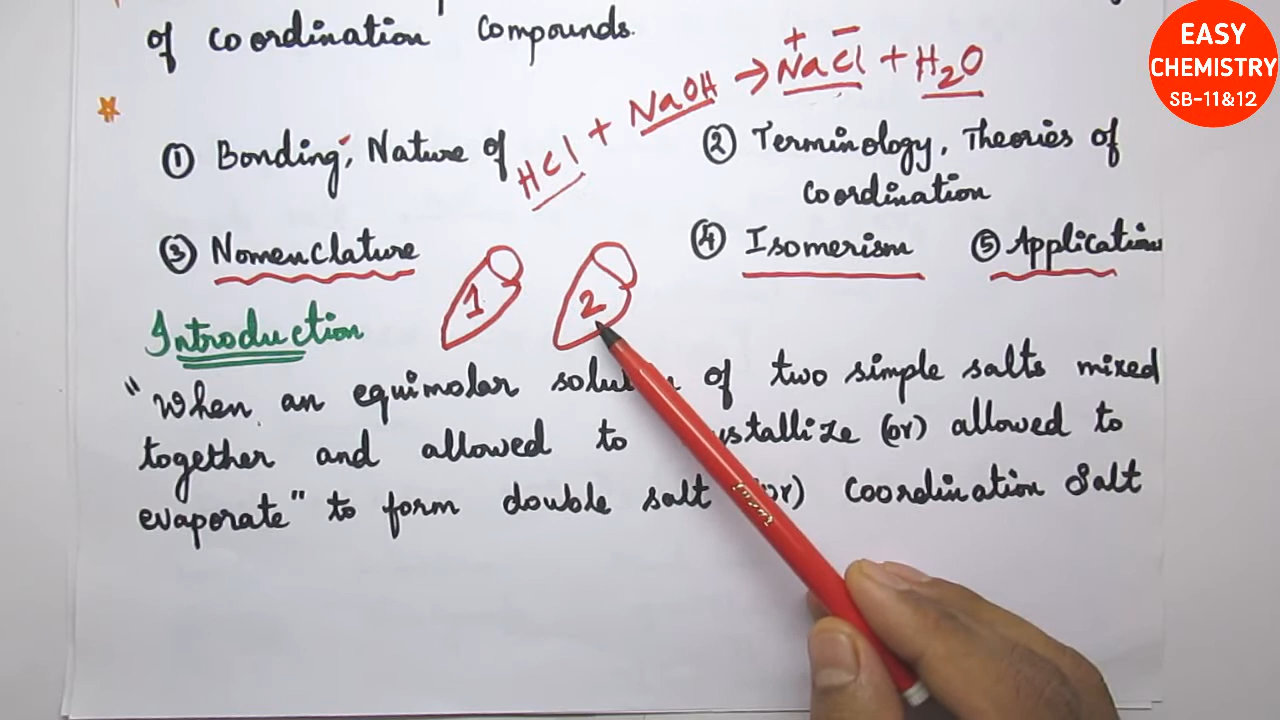 of coordination compounds.
HCl + NaOH → NaCl + H2O
+ −
① Bonding, Nature of
② Terminology, Theories of
coordination
③ Nomenclature
④ Isomerism
⑤ Application
1 2
Introduction
"When an equimolar of two simple salts mixed
together and allowed to allowed to
evaporate" to form double salt coordination salt
EASY
CHEMISTRY
SB-11&12